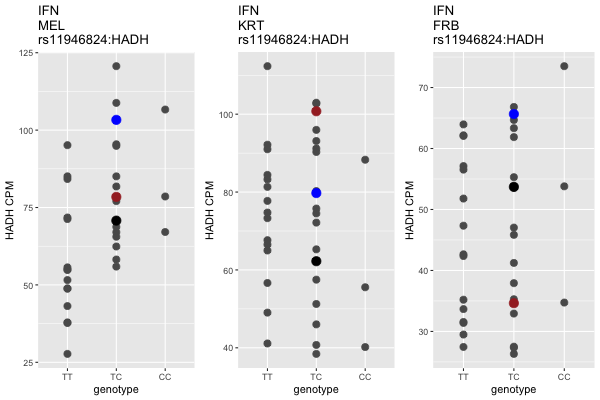 IFN
MEL
rs11946824:HADH
HADH CPM
125
100
75
50
25
TT TC CC
genotype
IFN
KRT
rs11946824:HADH
HADH CPM
100
80
60
40
TT TC CC
genotype
IFN
FRB
rs11946824:HADH
HADH CPM
70
60
50
40
30
TT TC CC
genotype